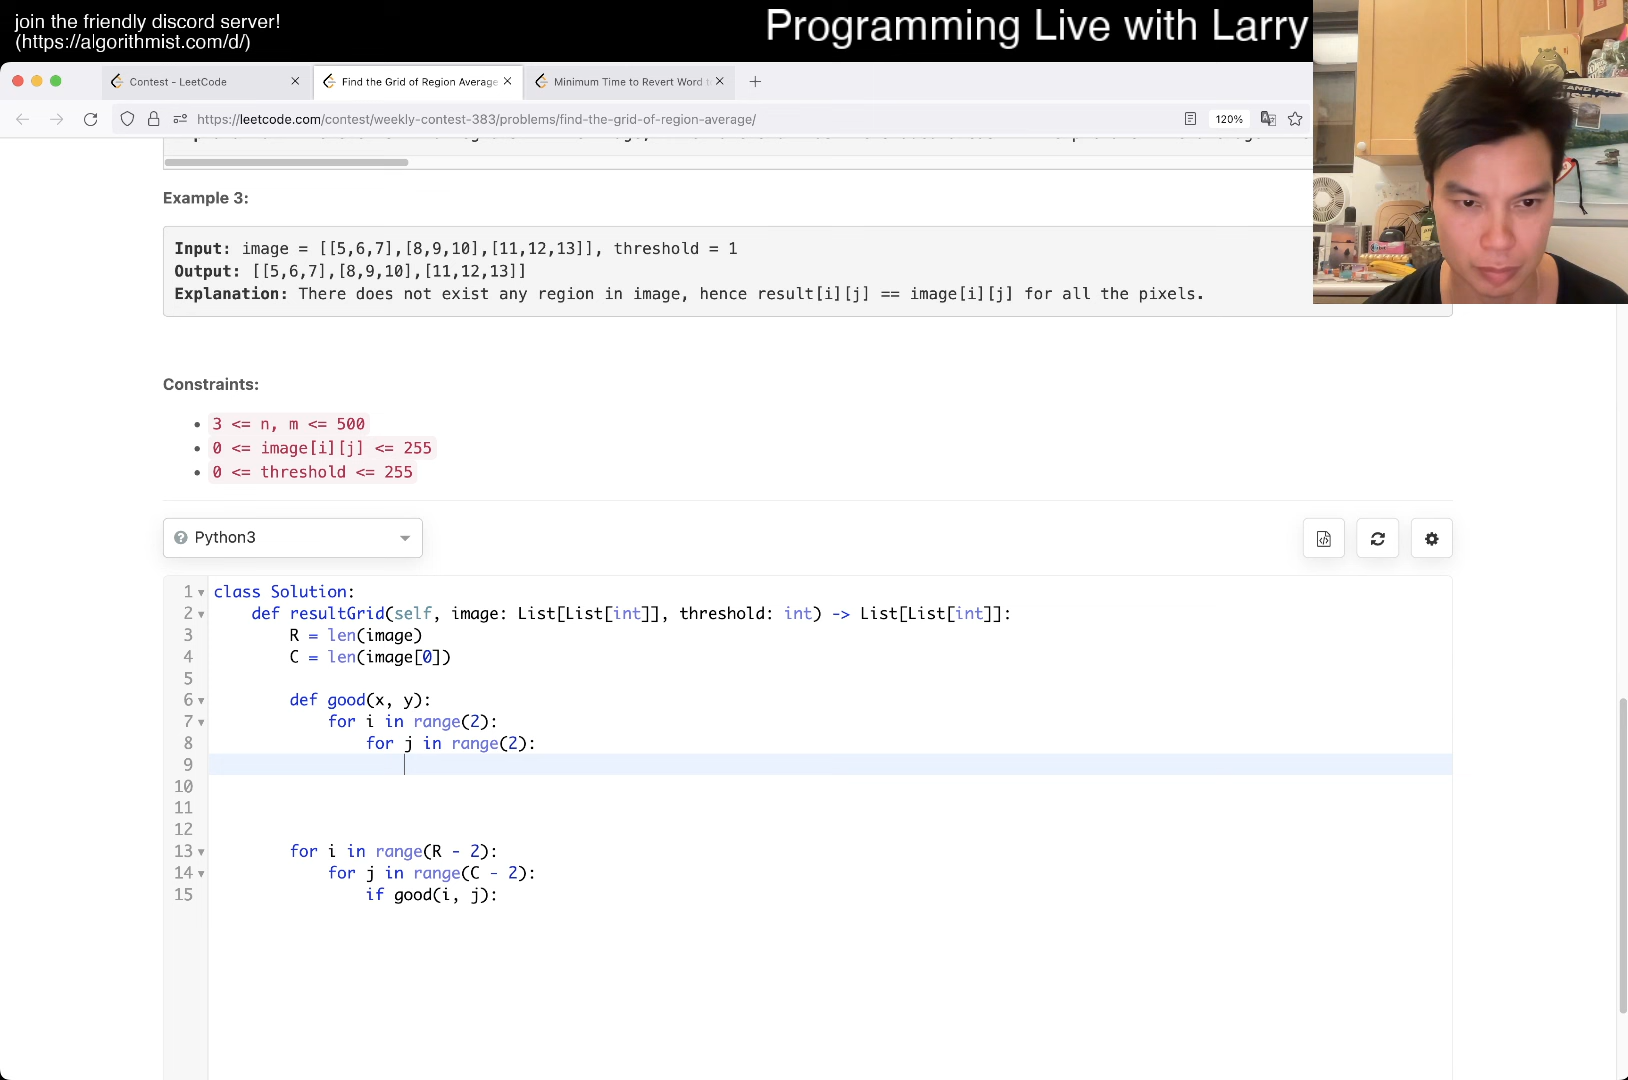 join the friendly discord server!
(https://algorithmist.com/d/)
Programming Live with Larry
Contest - LeetCode
Find the Grid of Region Average
Minimum Time to Revert Word t
https://leetcode.com/contest/weekly-contest-383/problems/find-the-grid-of-region-average/
120%
Example 3:
Input: image = [[5,6,7],[8,9,10],[11,12,13]], threshold = 1
Output: [[5,6,7],[8,9,10],[11,12,13]]
Explanation: There does not exist any region in image, hence result[i][j] == image[i][j] for all the pixels.
Constraints:
3 <= n, m <= 500
0 <= image[i][j] <= 255
0 <= threshold <= 255
Python3
1 class Solution:
2 def resultGrid(self, image: List[List[int]], threshold: int) -> List[List[int]]:
3 R = len(image)
4 C = len(image[0])
5
6 def good(x, y):
7 for i in range(2):
8 for j in range(2):
9
10
11
12
13 for i in range(R - 2):
14 for j in range(C - 2):
15 if good(i, j):